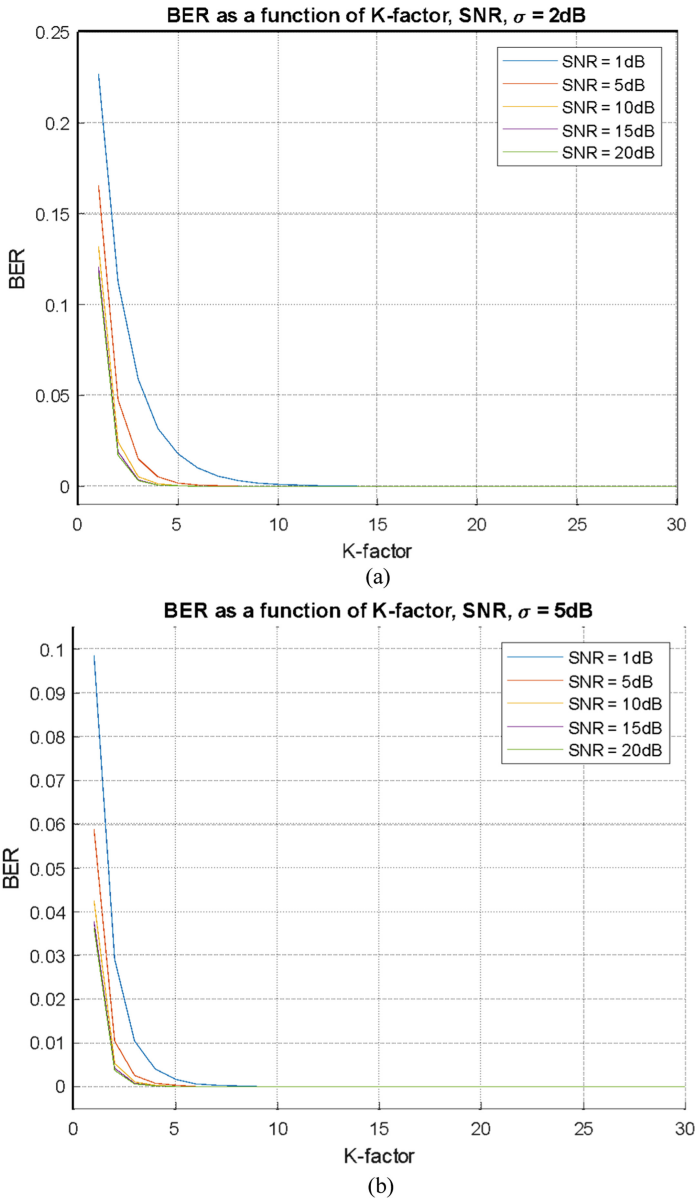 BER as a function of K-factor, SNR, σ = 2dB
0.25
SNR = 1dB
SNR = 5dB
0.2
SNR = 10dB
SNR = 15dB
SNR = 20dB
0.15
BER
0.1
0.05
0
0 5 10 15 20 25 30
K-factor
(a)
BER as a function of K-factor, SNR, σ = 5dB
0.1
SNR = 1dB
SNR = 5dB
0.09
SNR = 10dB
SNR = 15dB
0.08
SNR = 20dB
0.07
0.06
BER
0.05
0.04
0.03
0.02
0.01
0
0 5 10 15 20 25 30
K-factor
(b)